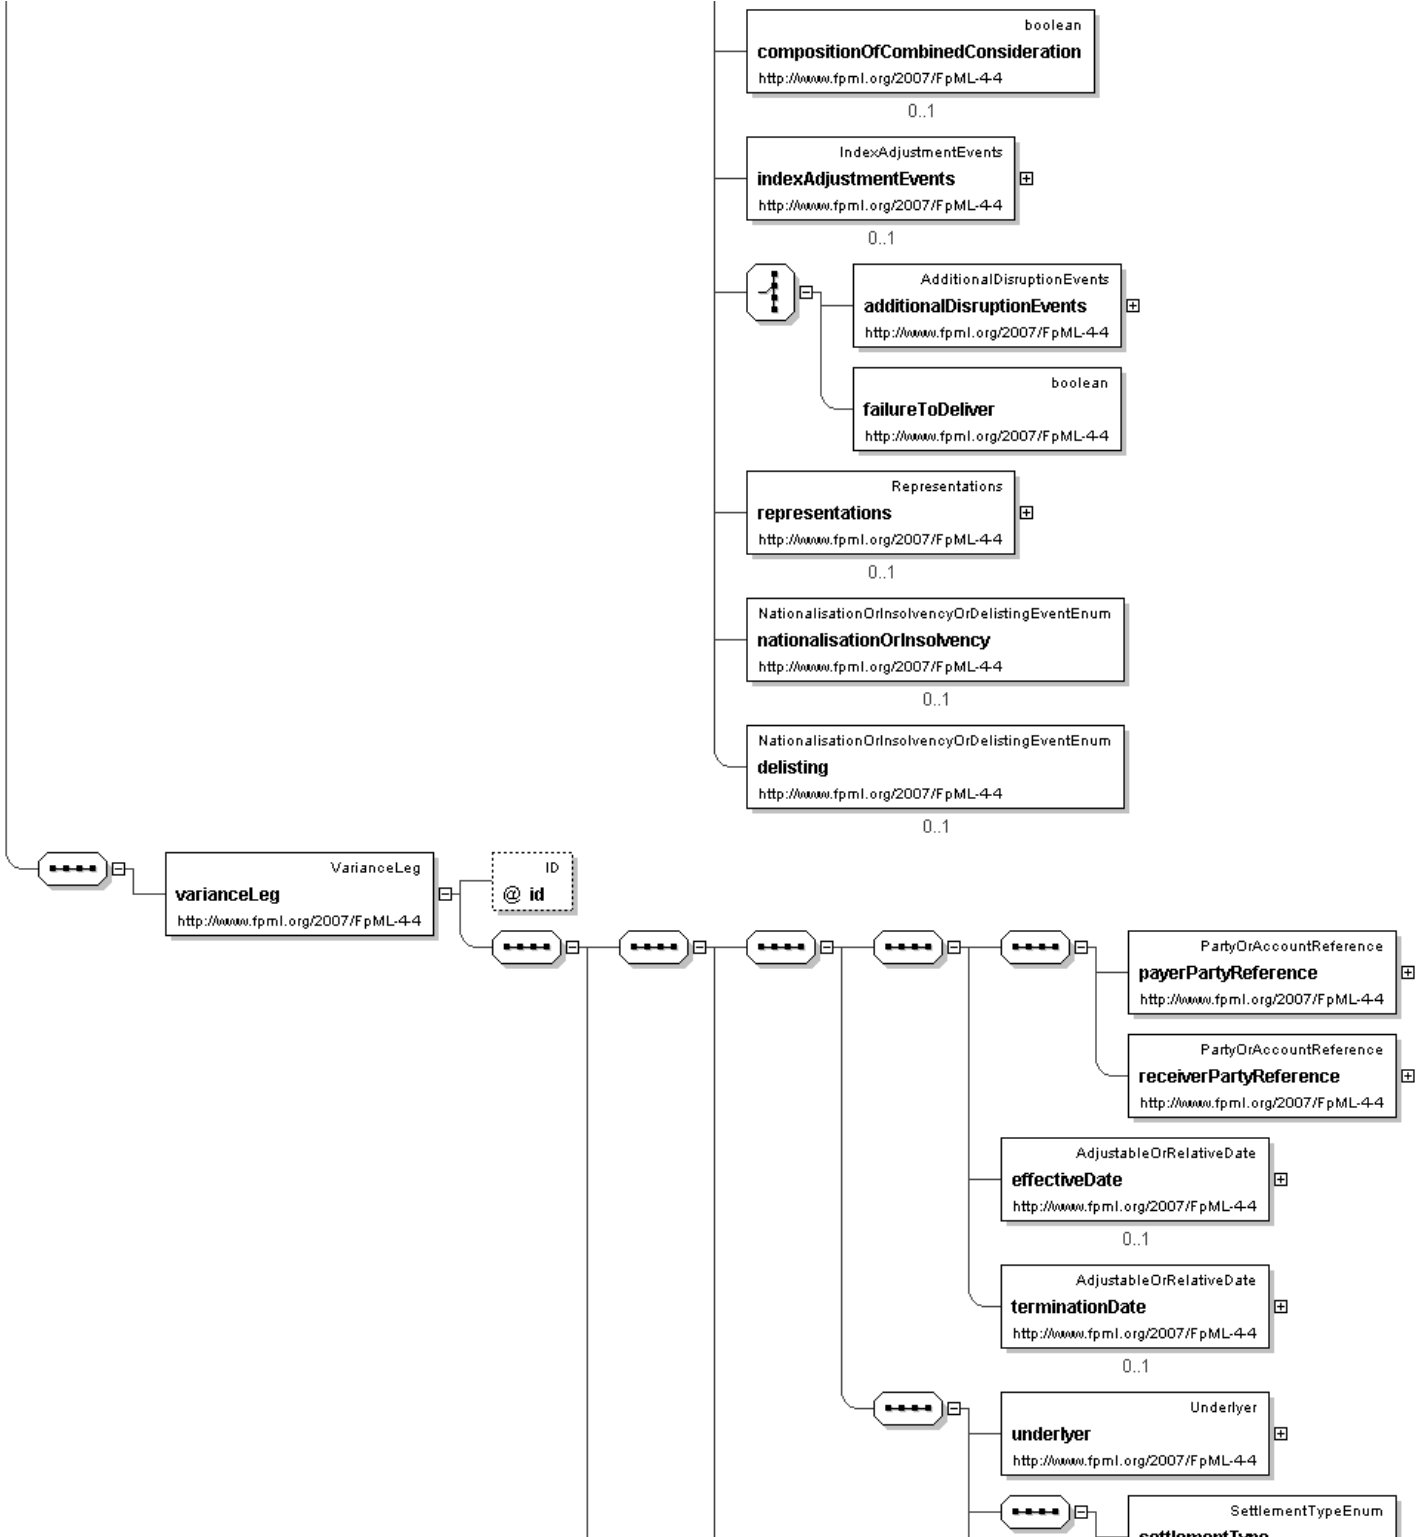 boolean
compositionOfCombinedConsideration
http://www.fpml.org/2007/FpML-4-4
0..1
IndexAdjustmentEvents
indexAdjustmentEvents
http://www.fpml.org/2007/FpML-4-4
0..1
AdditionalDisruptionEvents
additionalDisruptionEvents
http://www.fpml.org/2007/FpML-4-4
boolean
failureToDeliver
http://www.fpml.org/2007/FpML-4-4
Representations
representations
http://www.fpml.org/2007/FpML-4-4
0..1
NationalisationOrInsolvencyOrDelistingEventEnum
nationalisationOrInsolvency
http://www.fpml.org/2007/FpML-4-4
0..1
NationalisationOrInsolvencyOrDelistingEventEnum
delisting
http://www.fpml.org/2007/FpML-4-4
0..1
VarianceLeg
varianceLeg
http://www.fpml.org/2007/FpML-4-4
ID
@ id
PartyOrAccountReference
payerPartyReference
http://www.fpml.org/2007/FpML-4-4
PartyOrAccountReference
receiverPartyReference
http://www.fpml.org/2007/FpML-4-4
AdjustableOrRelativeDate
effectiveDate
http://www.fpml.org/2007/FpML-4-4
0..1
AdjustableOrRelativeDate
terminationDate
http://www.fpml.org/2007/FpML-4-4
0..1
Underlyer
underlyer
http://www.fpml.org/2007/FpML-4-4
SettlementTypeEnum
settlementType